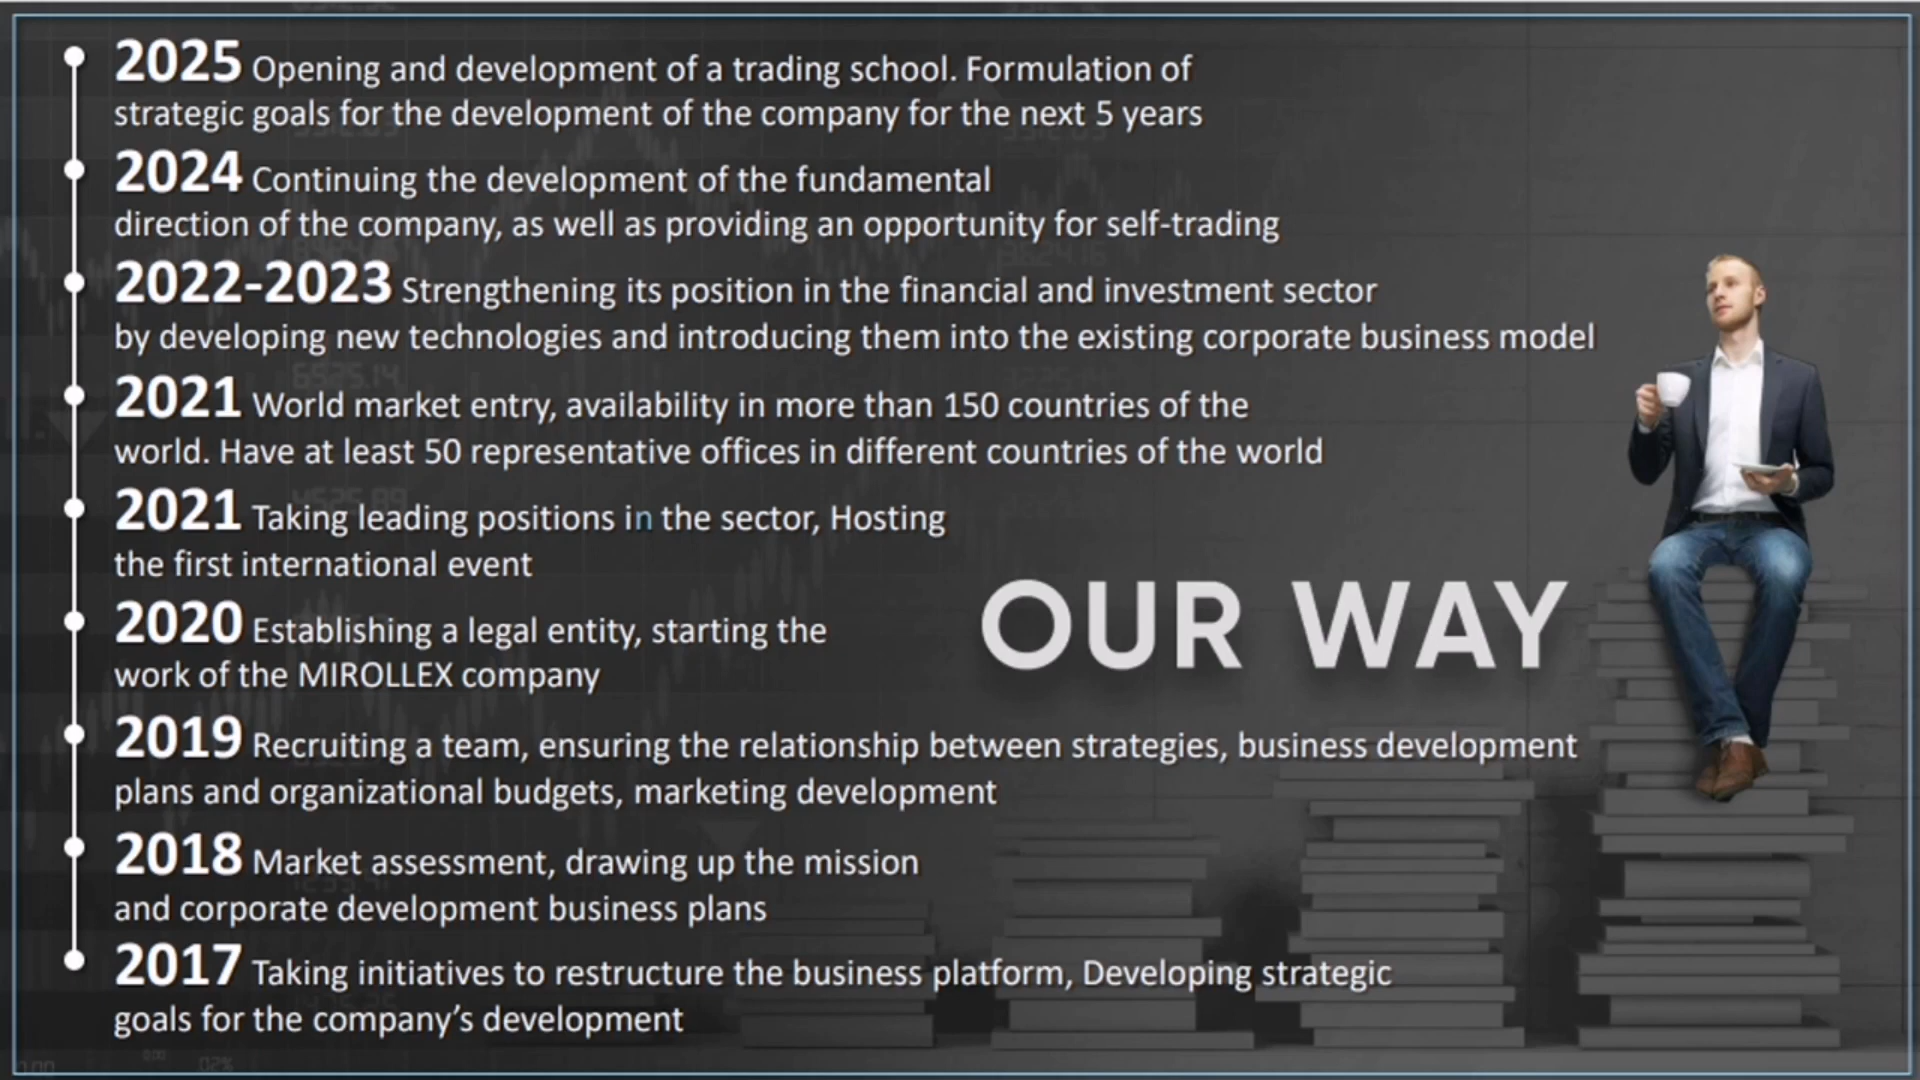 2025 Opening and development of a trading school. Formulation of
strategic goals for the development of the company for the next 5 years
2024 Continuing the development of the fundamental
direction of the company, as well as providing an opportunity for self-trading
2022-2023 Strengthening its position in the financial and investment sector
by developing new technologies and introducing them into the existing corporate business model
2021 World market entry, availability in more than 150 countries of the
world. Have at least 50 representative offices in different countries of the world
2021 Taking leading positions in the sector, Hosting
the first international event
2020 Establishing a legal entity, starting the
work of the MIROLLEX company
OUR WAY
2019 Recruiting a team, ensuring the relationship between strategies, business development
plans and organizational budgets, marketing development
2018 Market assessment, drawing up the mission
and corporate development business plans
2017 Taking initiatives to restructure the business platform, Developing strategic
goals for the company’s development